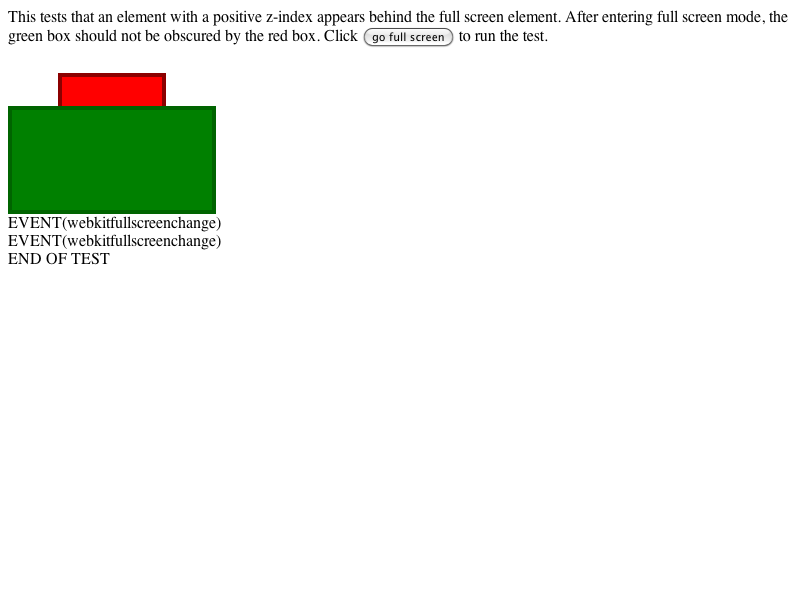 This tests that an element with a positive z-index appears behind the full screen element. After entering full screen mode, the
green box should not be obscured by the red box. Click go full screen to run the test.
EVENT(webkitfullscreenchange)
EVENT(webkitfullscreenchange)
END OF TEST